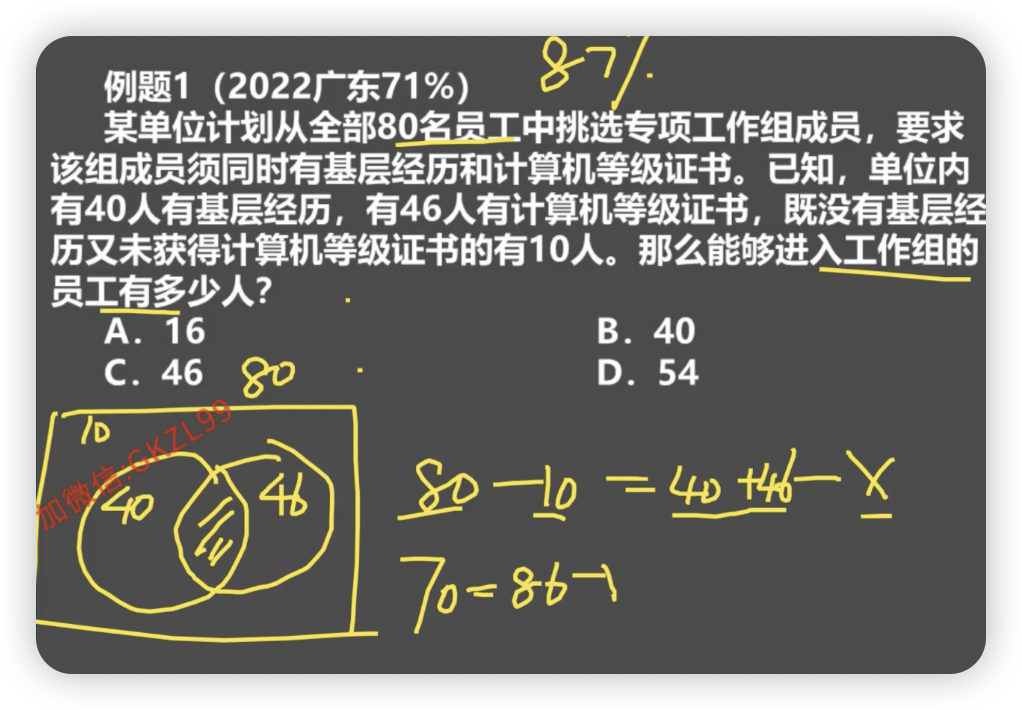 87%
例题1（2022广东71%）
某单位计划从全部80名员工中挑选专项工作组成员，要求
该组成员须同时有基层经历和计算机等级证书。已知，单位内
有40人有基层经历，有46人有计算机等级证书，既没有基层经
历又未获得计算机等级证书的有10人。那么能够进入工作组的
员工有多少人？
A．16 B．40
C．46 D．54
80
10
加微信:GKZL99
40 46
80-10=40+46-X
70=86-